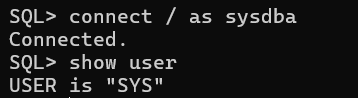 SQL> connect / as sysdba
Connected.
SQL> show user
USER is "SYS"